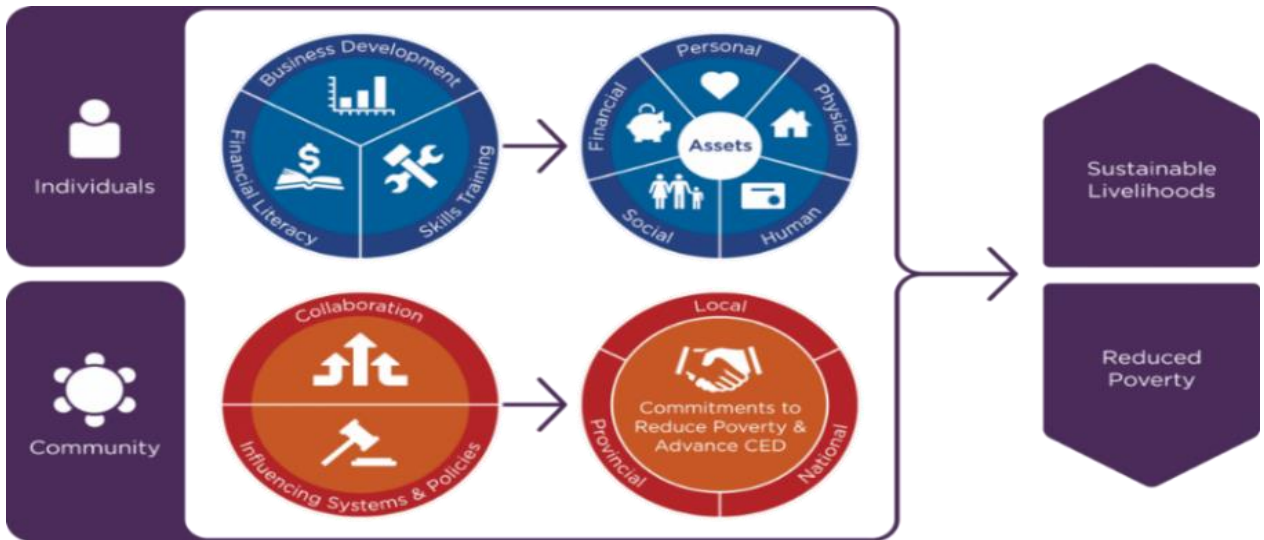 Individuals
Business Development
Financial Literacy
Skills Training
$
Personal
Financial
Physical
Assets
Social
Human
Sustainable
Livelihoods
Community
Collaboration
Influencing Systems & Policies
Local
Provincial
National
Commitments to
Reduce Poverty &
Advance CED
Reduced
Poverty